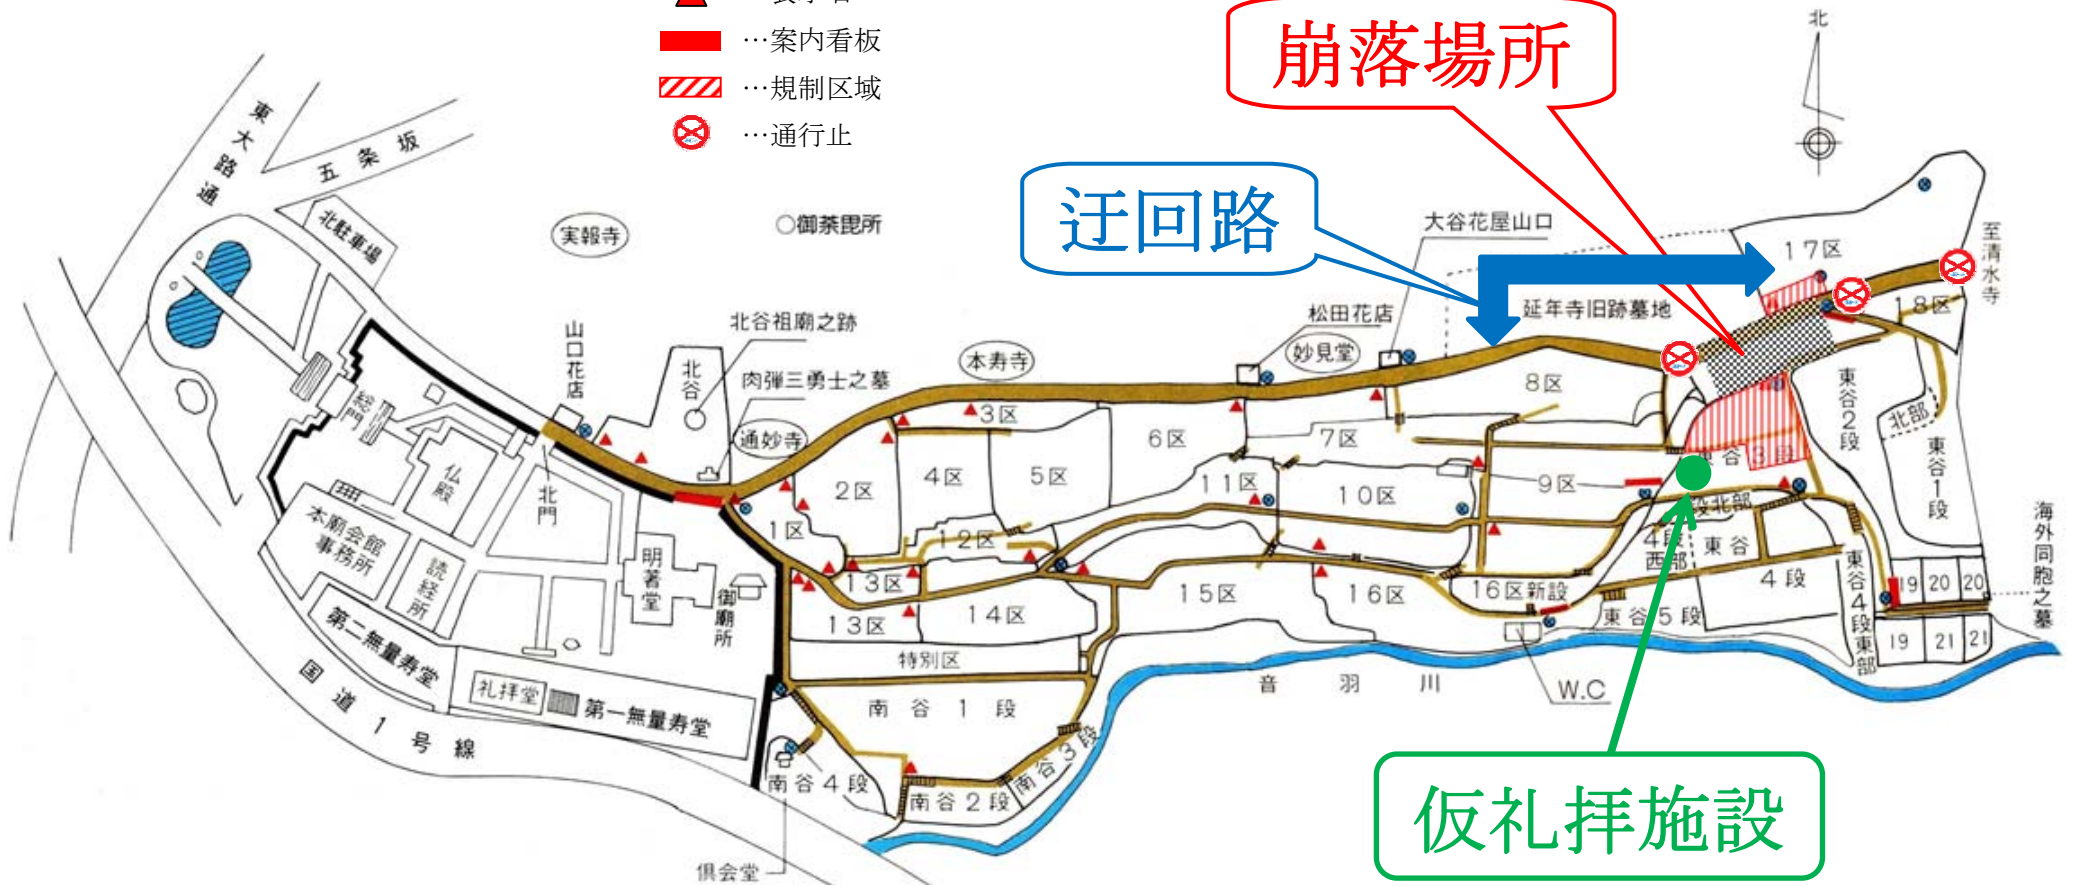 …案内看板
…規制区域
…通行止
崩落場所
北
迂回路
東大路通
五条坂
北駐車場
実報寺
○御荼毘所
大谷花屋山口
17区
至清水寺
延年寺旧跡墓地
18区
松田花店
妙見堂
北谷祖廟之跡
山口花店
北谷
肉弾三勇士之墓
本寿寺
通妙寺
総門
仏殿
北門
本廟会館
事務所
読経所
明著堂
御廟所
第二無量寿堂
国道1号線
礼拝堂
第一無量寿堂
1区
2区
3区
4区
5区
6区
7区
8区
9区
10区
11区
12区
13区
13区
14区
15区
16区
16区新設
特別区
東谷2段
北部
東谷1段
東谷3段
段北部
4段
西部
東谷
4段
東谷4段東部
東谷5段
19
20
20
19
21
21
海外同胞之墓
音羽川
W.C
南谷1段
南谷3段
南谷4段
南谷2段
倶会堂
仮礼拝施設